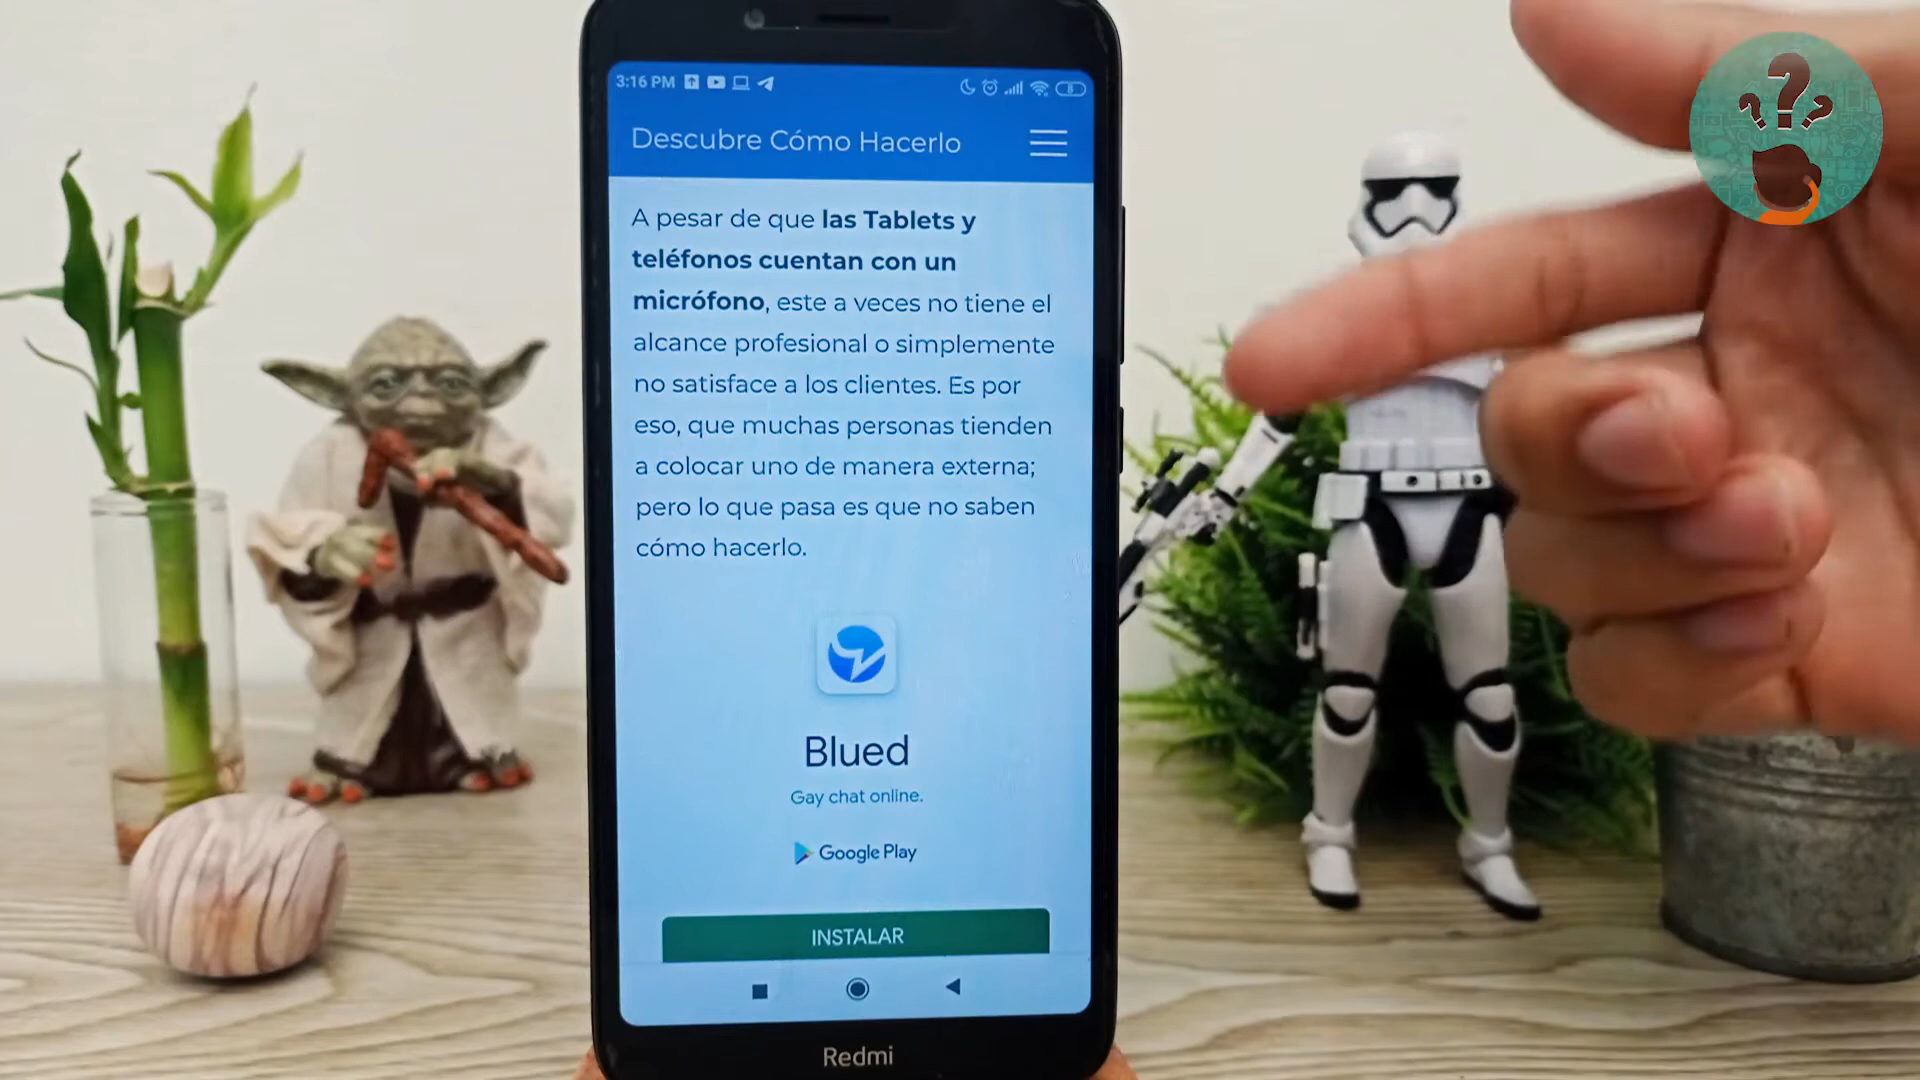 3:16 PM
8
Descubre Cómo Hacerlo
A pesar de que las Tablets y
teléfonos cuentan con un
micrófono, este a veces no tiene el
alcance profesional o simplemente
no satisface a los clientes. Es por
eso, que muchas personas tienden
a colocar uno de manera externa;
pero lo que pasa es que no saben
cómo hacerlo.
Blued
Gay chat online.
Google Play
INSTALAR
Redmi